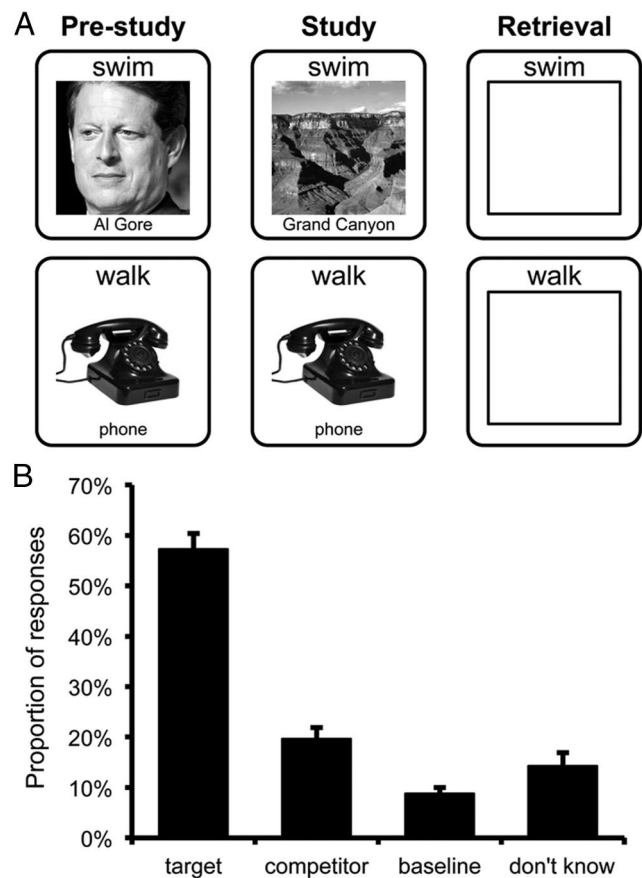 A
Pre-study Study Retrieval
swim swim swim
Al Gore Grand Canyon
walk walk walk
phone phone
B
70%
60%
50%
40%
30%
20%
10%
0%
Proportion of responses
target competitor baseline don't know